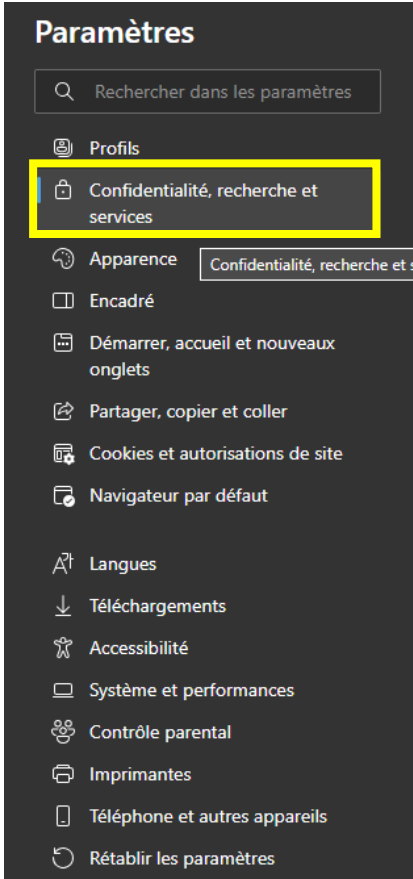 Paramètres
Rechercher dans les paramètres
Profils
Confidentialité, recherche et
services
Apparence
Confidentialité, recherche et
Encadré
Démarrer, accueil et nouveaux
onglets
Partager, copier et coller
Cookies et autorisations de site
Navigateur par défaut
Langues
Téléchargements
Accessibilité
Système et performances
Contrôle parental
Imprimantes
Téléphone et autres appareils
Rétablir les paramètres